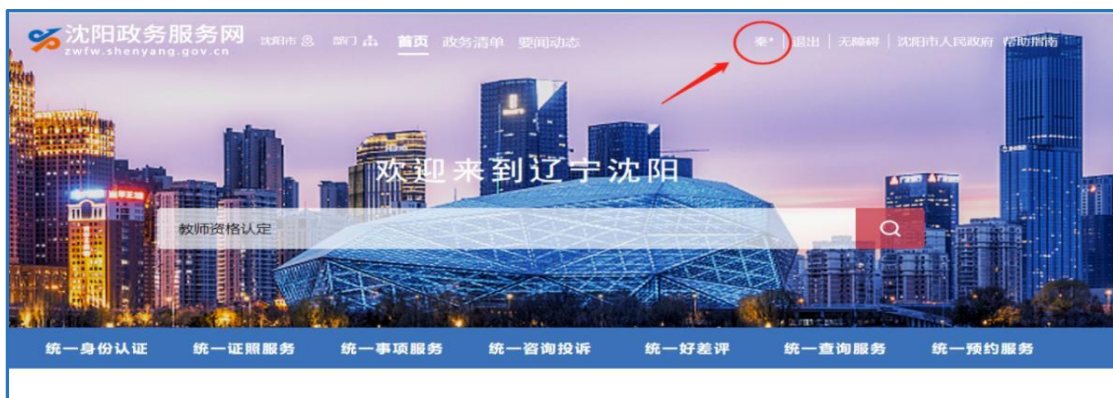 沈阳政务服务网
zwfw.shenyang.gov.cn
沈阳市 部门 首页 政务清单 要闻动态
秦* | 退出 | 无障碍 | 沈阳市人民政府 帮助指南
欢迎来到辽宁沈阳
教师资格认定
统一身份认证 统一证照服务 统一事项服务 统一咨询投诉 统一好差评 统一查询服务 统一预约服务